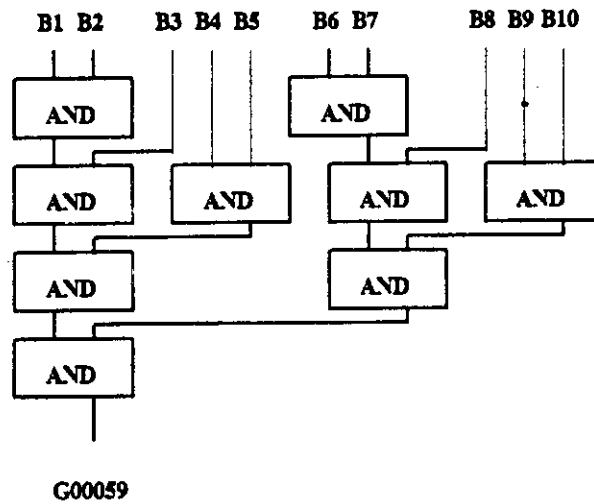 B1 B2 B3 B4 B5 B6 B7 B8 B9 B10
AND AND
AND AND AND AND
AND AND
AND
G00059